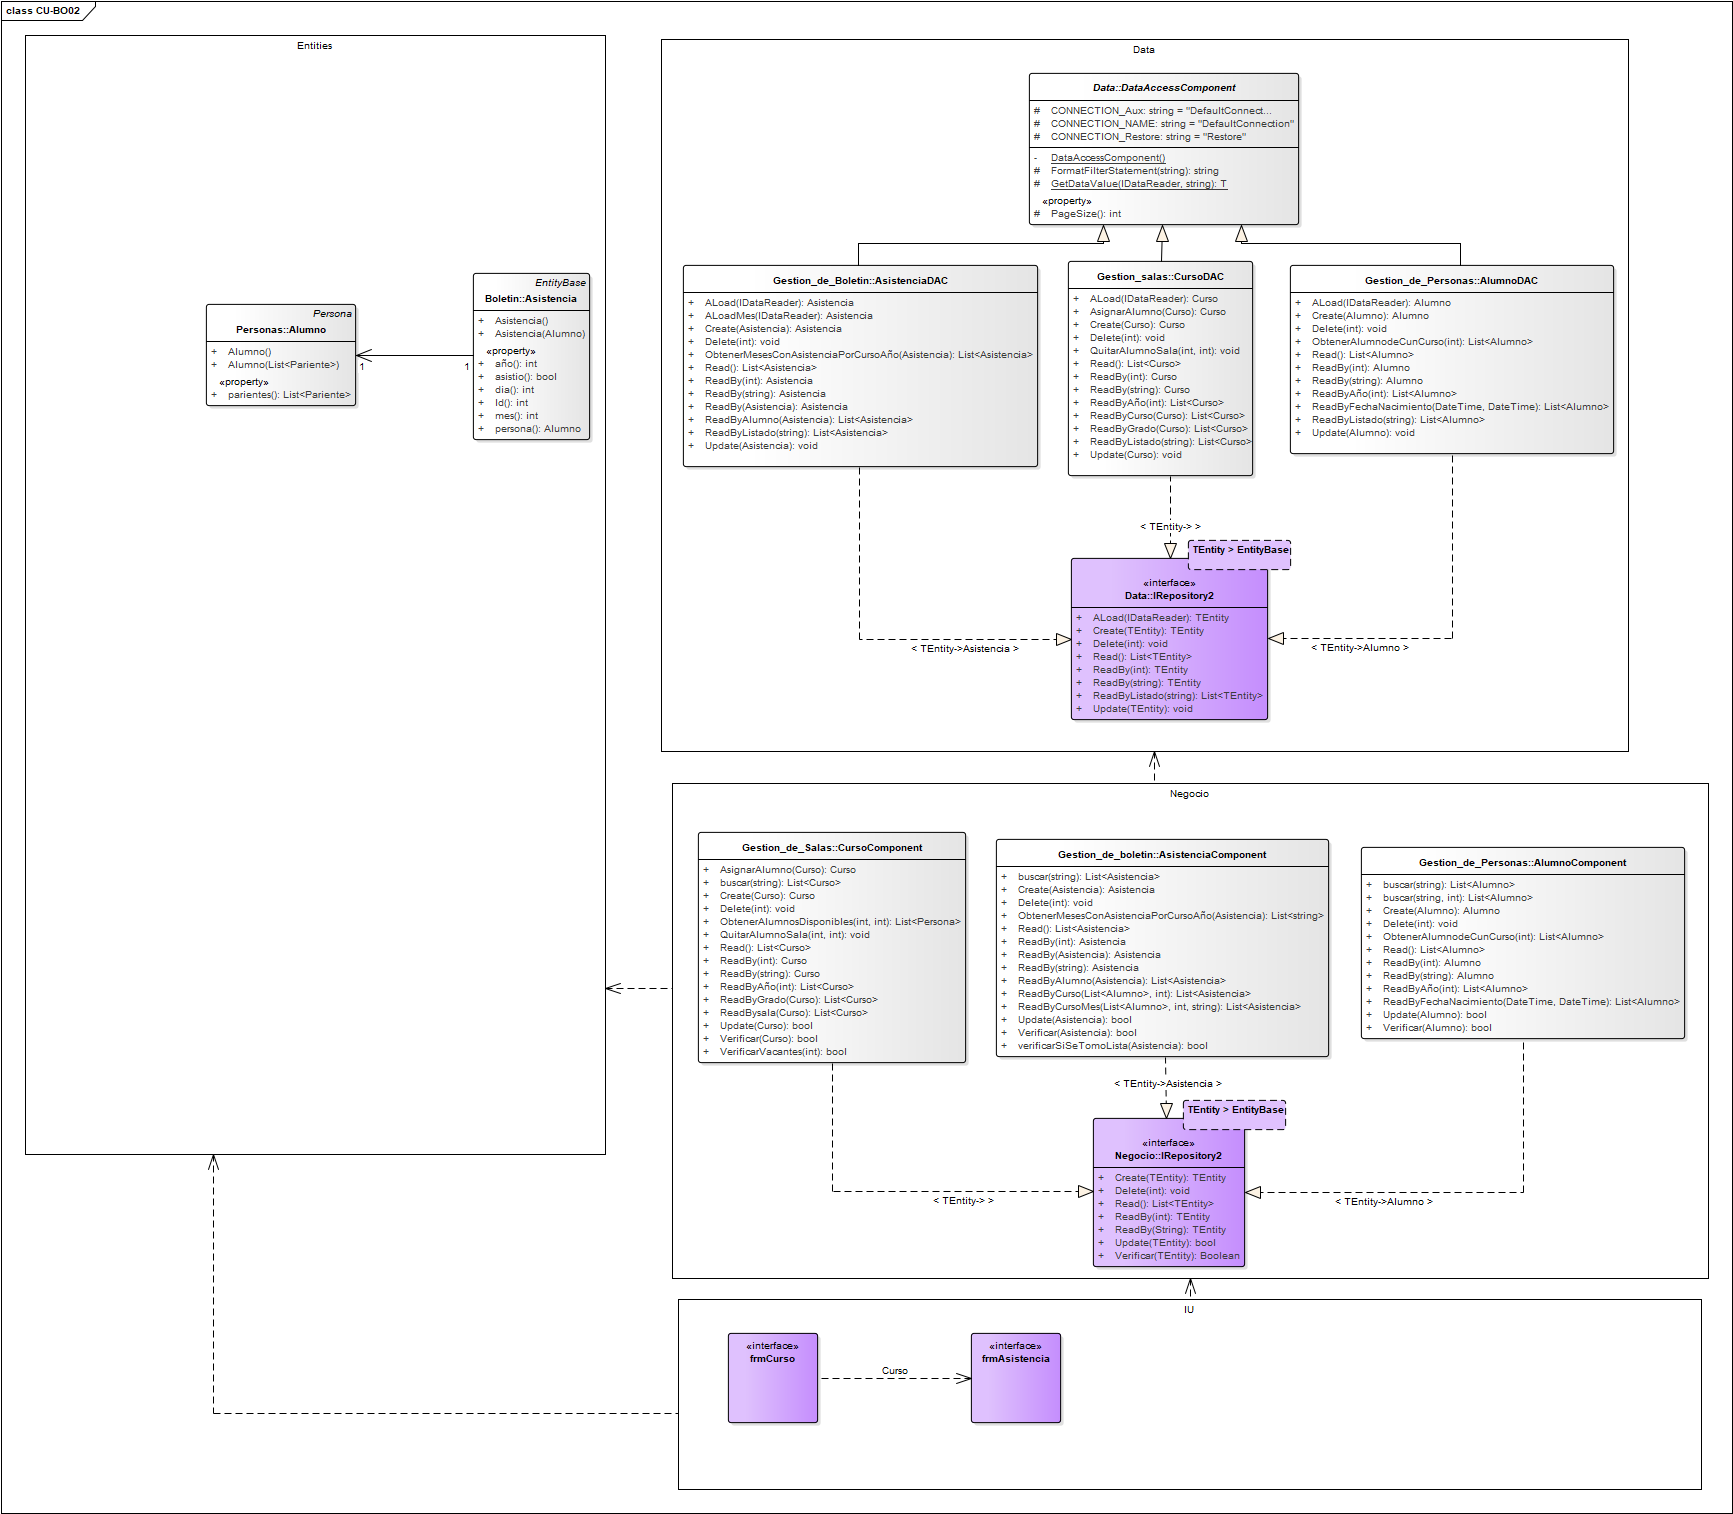 class CU-BO02
Entities
Persona
Personas::Alumno
+ Alumno()
+ Alumno(List<Pariente>)
«property»
+ parientes(): List<Pariente>
1
1
EntityBase
Boletin::Asistencia
+ Asistencia()
+ Asistencia(Alumno)
«property»
+ año(): int
+ asistio(): bool
+ dia(): int
+ Id(): int
+ mes(): int
+ persona(): Alumno
Data
Data::DataAccessComponent
# CONNECTION_Aux: string = "DefaultConnect...
# CONNECTION_NAME: string = "DefaultConnection"
# CONNECTION_Restore: string = "Restore"
- DataAccessComponent()
# FormatFilterStatement(string): string
# GetDataValue(IDataReader, string): T
«property»
# PageSize(): int
Gestion_de_Boletin::AsistenciaDAC
+ ALoad(IDataReader): Asistencia
+ ALoadMes(IDataReader): Asistencia
+ Create(Asistencia): Asistencia
+ Delete(int): void
+ ObtenerMesesConAsistenciaPorCursoAño(Asistencia): List<Asistencia>
+ Read(): List<Asistencia>
+ ReadBy(int): Asistencia
+ ReadBy(string): Asistencia
+ ReadBy(Asistencia): Asistencia
+ ReadByAlumno(Asistencia): List<Asistencia>
+ ReadByListado(string): List<Asistencia>
+ Update(Asistencia): void
Gestion_salas::CursoDAC
+ ALoad(IDataReader): Curso
+ AsignarAlumno(Curso): Curso
+ Create(Curso): Curso
+ Delete(int): void
+ QuitarAlumnoSala(int, int): void
+ Read(): List<Curso>
+ ReadBy(int): Curso
+ ReadBy(string): Curso
+ ReadByAño(int): List<Curso>
+ ReadByCurso(Curso): List<Curso>
+ ReadByGrado(Curso): List<Curso>
+ ReadByListado(string): List<Curso>
+ Update(Curso): void
Gestion_de_Personas::AlumnoDAC
+ ALoad(IDataReader): Alumno
+ Create(Alumno): Alumno
+ Delete(int): void
+ ObtenerAlumnodeCunCurso(int): List<Alumno>
+ Read(): List<Alumno>
+ ReadBy(int): Alumno
+ ReadBy(string): Alumno
+ ReadByAño(int): List<Alumno>
+ ReadByFechaNacimiento(DateTime, DateTime): List<Alumno>
+ ReadByListado(string): List<Alumno>
+ Update(Alumno): void
< TEntity-> >
TEntity > EntityBase
«interface»
Data::IRepository2
+ ALoad(IDataReader): TEntity
+ Create(TEntity): TEntity
+ Delete(int): void
+ Read(): List<TEntity>
+ ReadBy(int): TEntity
+ ReadBy(string): TEntity
+ ReadByListado(string): List<TEntity>
+ Update(TEntity): void
< TEntity->Asistencia >
< TEntity->Alumno >
Negocio
Gestion_de_Salas::CursoComponent
+ AsignarAlumno(Curso): Curso
+ buscar(string): List<Curso>
+ Create(Curso): Curso
+ Delete(int): void
+ ObtenerAlumnosDisponibles(int, int): List<Persona>
+ QuitarAlumnoSala(int, int): void
+ Read(): List<Curso>
+ ReadBy(int): Curso
+ ReadBy(string): Curso
+ ReadByAño(int): List<Curso>
+ ReadByGrado(Curso): List<Curso>
+ ReadBysala(Curso): List<Curso>
+ Update(Curso): bool
+ Verificar(Curso): bool
+ VerificarVacantes(int): bool
Gestion_de_boletin::AsistenciaComponent
+ buscar(string): List<Asistencia>
+ Create(Asistencia): Asistencia
+ Delete(int): void
+ ObtenerMesesConAsistenciaPorCursoAño(Asistencia): List<string>
+ Read(): List<Asistencia>
+ ReadBy(int): Asistencia
+ ReadBy(Asistencia): Asistencia
+ ReadBy(string): Asistencia
+ ReadByAlumno(Asistencia): List<Asistencia>
+ ReadByCurso(List<Alumno>, int): List<Asistencia>
+ ReadByCursoMes(List<Alumno>, int, string): List<Asistencia>
+ Update(Asistencia): bool
+ Verificar(Asistencia): bool
+ verificarSiSeTomoLista(Asistencia): bool
Gestion_de_Personas::AlumnoComponent
+ buscar(string): List<Alumno>
+ buscar(string, int): List<Alumno>
+ Create(Alumno): Alumno
+ Delete(int): void
+ ObtenerAlumnodeCunCurso(int): List<Alumno>
+ Read(): List<Alumno>
+ ReadBy(int): Alumno
+ ReadBy(string): Alumno
+ ReadByAño(int): List<Alumno>
+ ReadByFechaNacimiento(DateTime, DateTime): List<Alumno>
+ Update(Alumno): bool
+ Verificar(Alumno): bool
< TEntity->Asistencia >
TEntity > EntityBase
«interface»
Negocio::IRepository2
+ Create(TEntity): TEntity
+ Delete(int): void
+ Read(): List<TEntity>
+ ReadBy(int): TEntity
+ ReadBy(String): TEntity
+ Update(TEntity): bool
+ Verificar(TEntity): Boolean
< TEntity-> >
< TEntity->Alumno >
IU
«interface»
frmCurso
Curso
«interface»
frmAsistencia